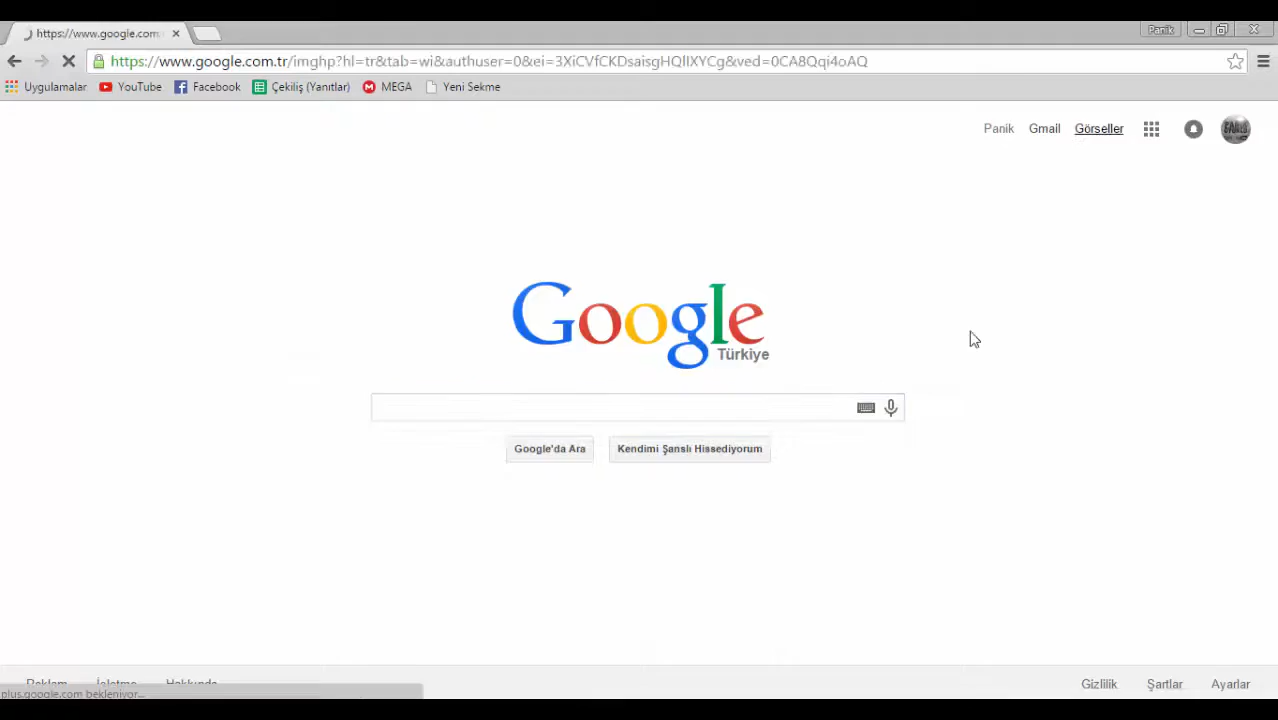 https://www.google.com
Panik
https://www.google.com.tr/imghp?hl=tr&tab=wi&authuser=0&ei=3XiCVfCKDsaisgHQflIXYCg&ved=0CA8Qqi4oAQ
Uygulamalar YouTube Facebook Çekiliş (Yanıtlar) MEGA Yeni Sekme
Panik Gmail Görseller
Google
Türkiye
Google'da Ara Kendimi Şanslı Hissediyorum
Reklam İşletme Hakkında Gizlilik Şartlar Ayarlar
plus.google.com bekleniyor...